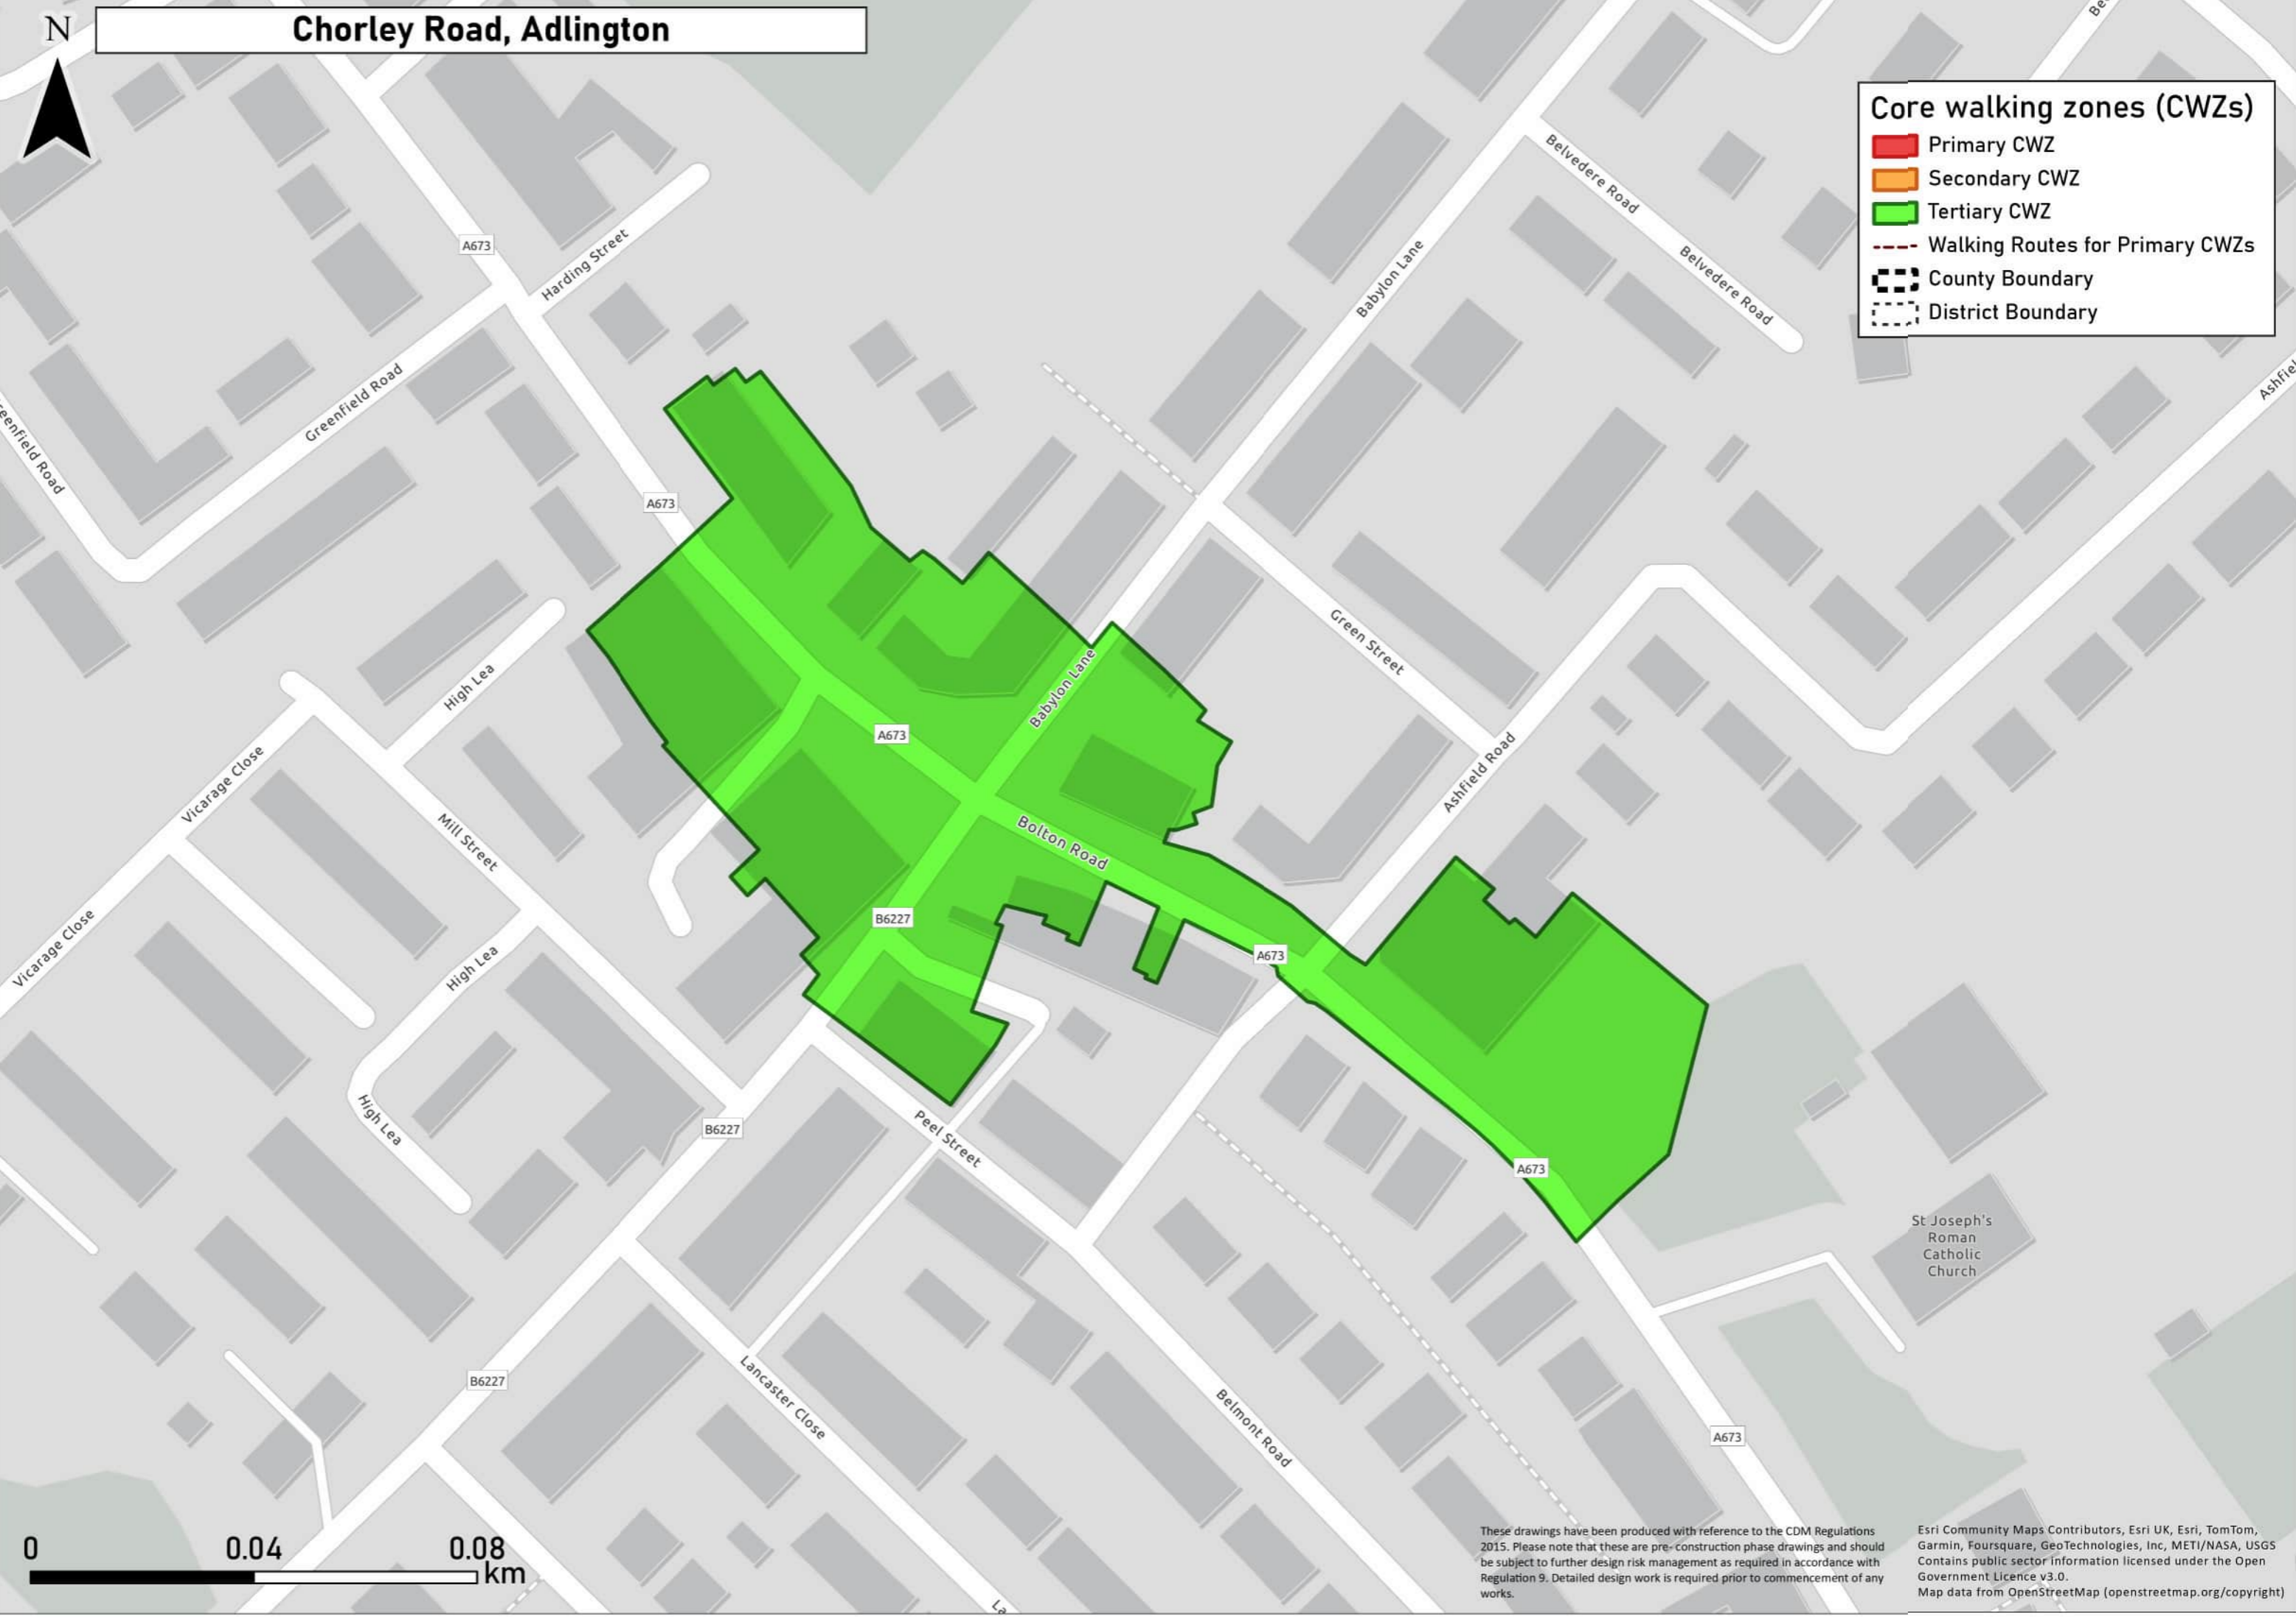 N
Chorley Road, Adlington
Core walking zones (CWZs)
Primary CWZ
Secondary CWZ
Tertiary CWZ
Walking Routes for Primary CWZs
County Boundary
District Boundary
A673
Harding Street
Belvedere Road
Belvedere Road
Babylon Lane
Greenfield Road
A673
Green Street
High Lea
Babylon Lane
A673
Vicarage Close
Ashfield Road
Mill Street
Bolton Road
B6227
Vicarage Close
High Lea
A673
High Lea
B6227
Peel Street
A673
St Joseph's
Roman
Catholic
Church
B6227
Lancaster Close
Belmont Road
A673
0
0.04
0.08
km
These drawings have been produced with reference to the CDM Regulations
2015. Please note that these are pre- construction phase drawings and should
be subject to further design risk management as required in accordance with
Regulation 9. Detailed design work is required prior to commencement of any
works.
Esri Community Maps Contributors, Esri UK, Esri, TomTom,
Garmin, Foursquare, GeoTechnologies, Inc, METI/NASA, USGS
Contains public sector information licensed under the Open
Government Licence v3.0.
Map data from OpenStreetMap (openstreetmap.org/copyright)